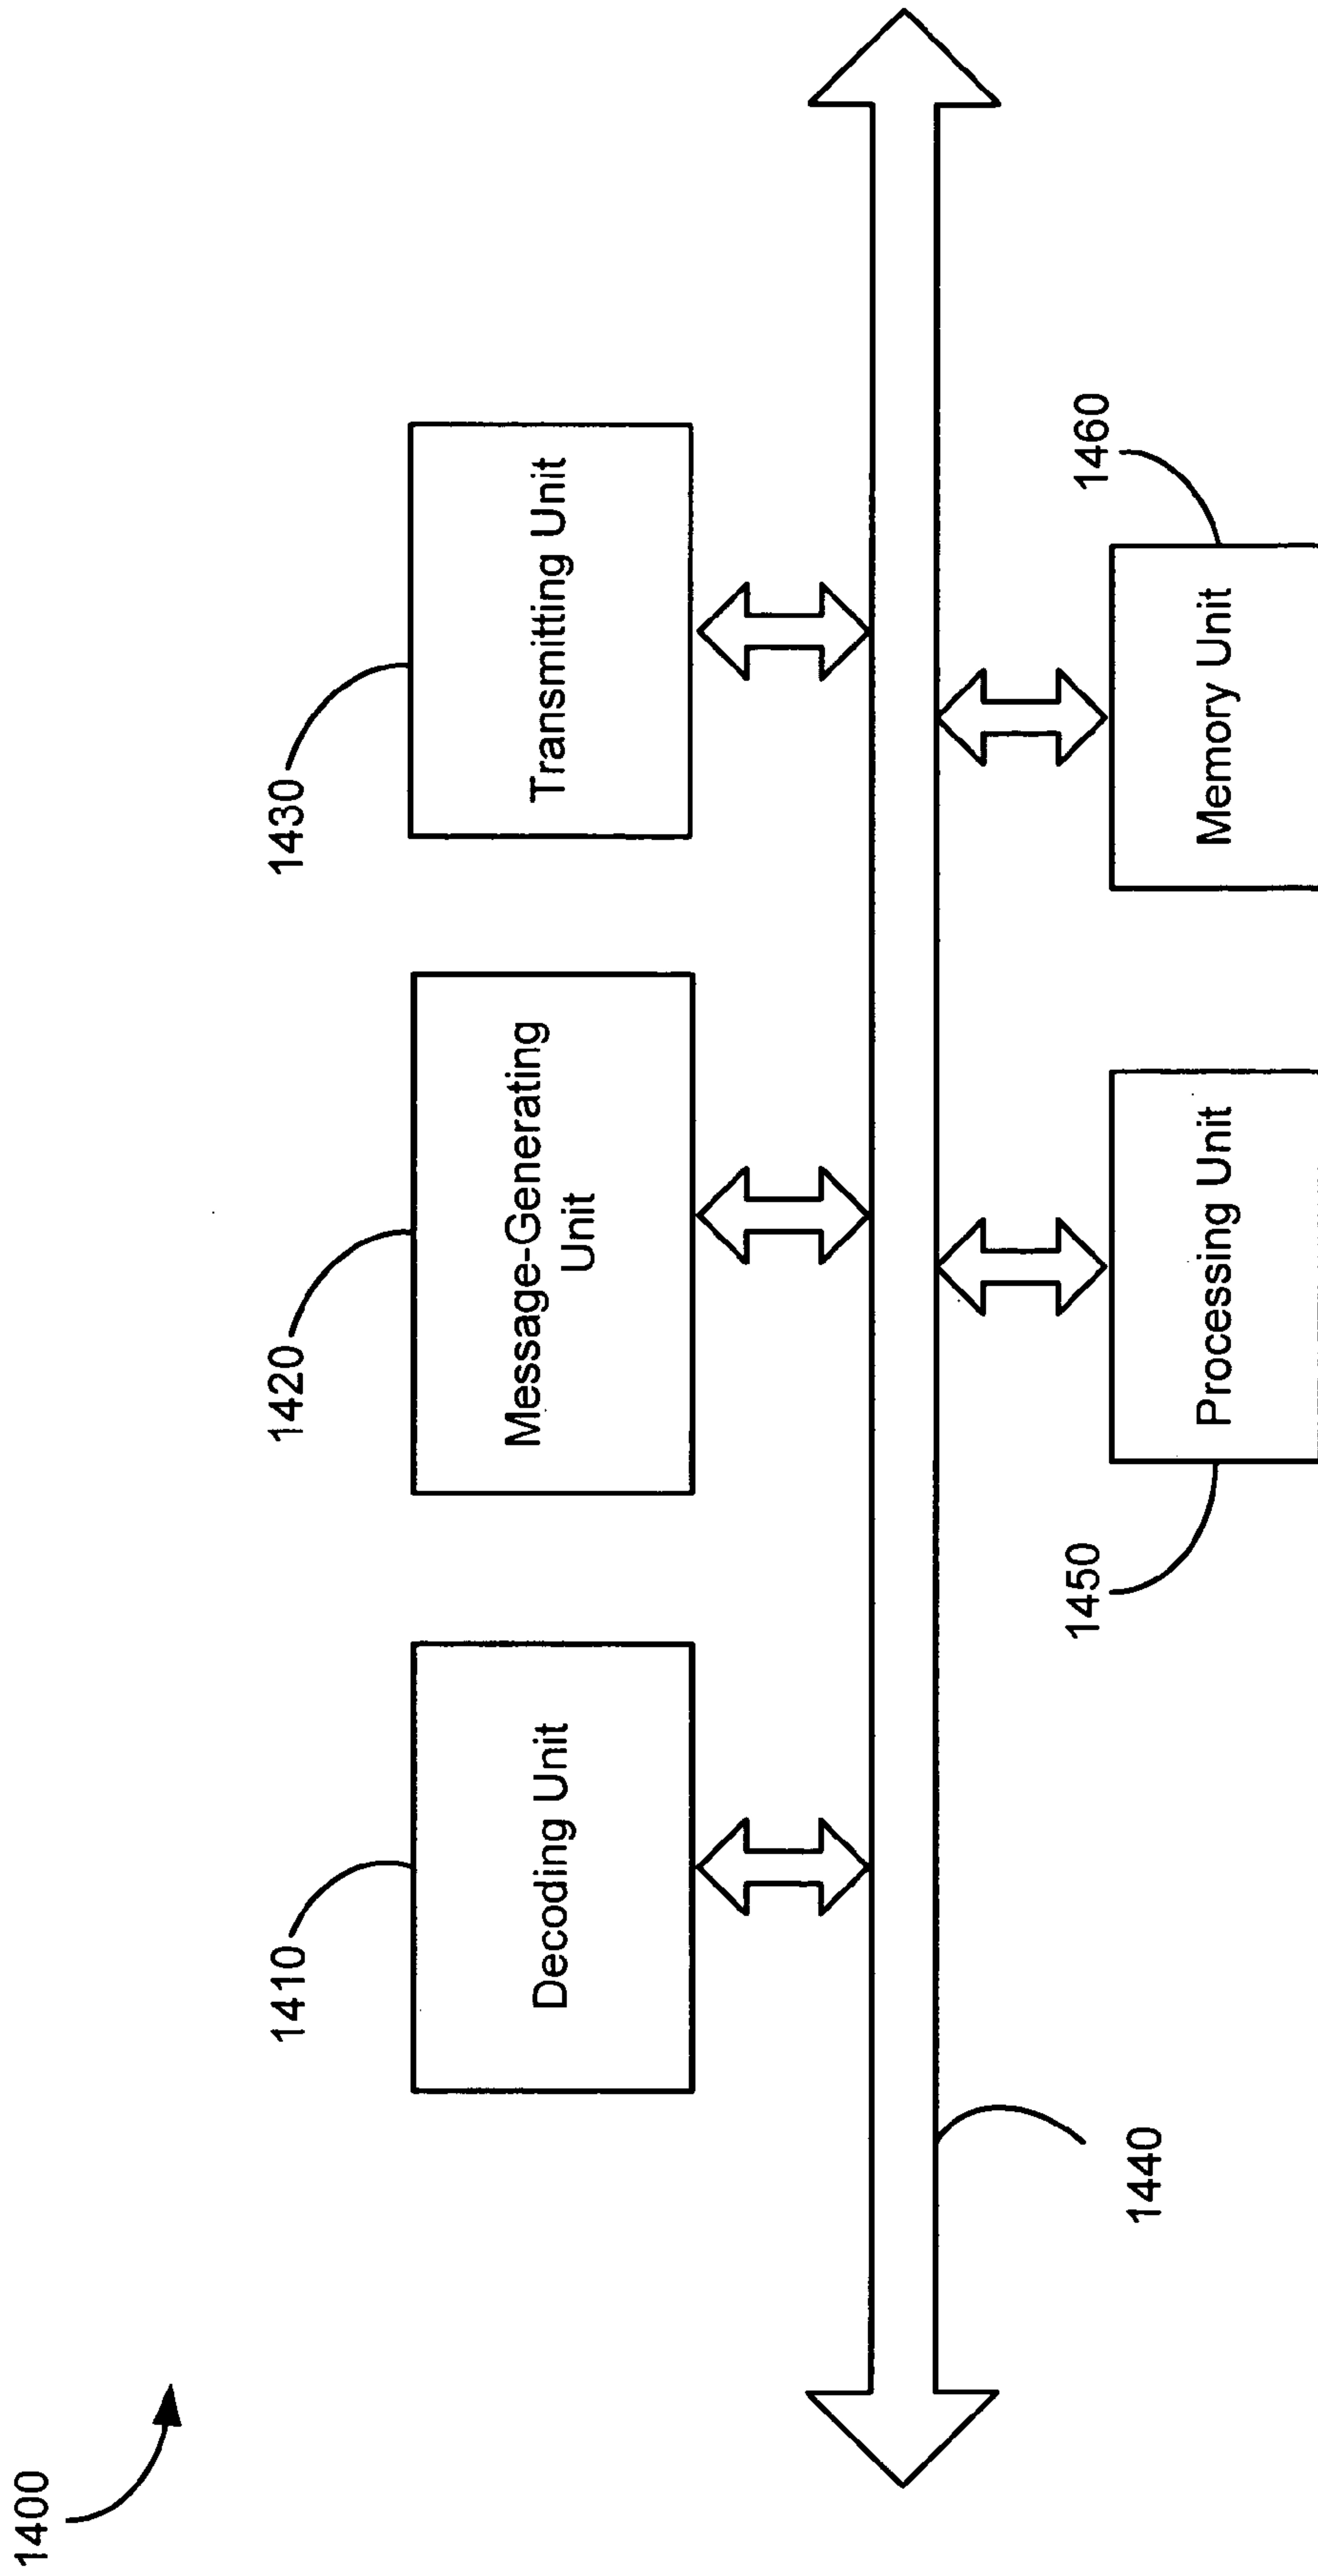 1400
1410
1420
1430
Decoding Unit
Message-Generating
Unit
Transmitting Unit
1440
1450
1460
Processing Unit
Memory Unit